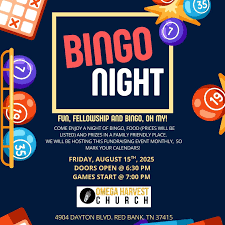 BINGO
NIGHT
FUN, FELLOWSHIP AND BINGO, OH MY!
COME ENJOY A NIGHT OF BINGO, FOOD (PRICES WILL BE
LISTED) AND PRIZES IN A FAMILY FRIENDLY PLACE.
WE WILL BE HOSTING THIS FUNDRAISING EVENT MONTHLY, SO
MARK YOUR CALENDARS!
FRIDAY, AUGUST 15TH, 2025
DOORS OPEN @ 6:30 PM
GAMES START @ 7:00 PM
OMEGA HARVEST
CHURCH
4904 DAYTON BLVD, RED BANK, TN 37415